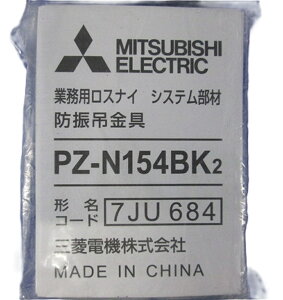 MITSUBISHI
ELECTRIC
業務用ロスナイ システム部材
防振吊金具
PZ-N154BK2
形名
コード 7JU 684
三菱電機株式会社
MADE IN CHINA